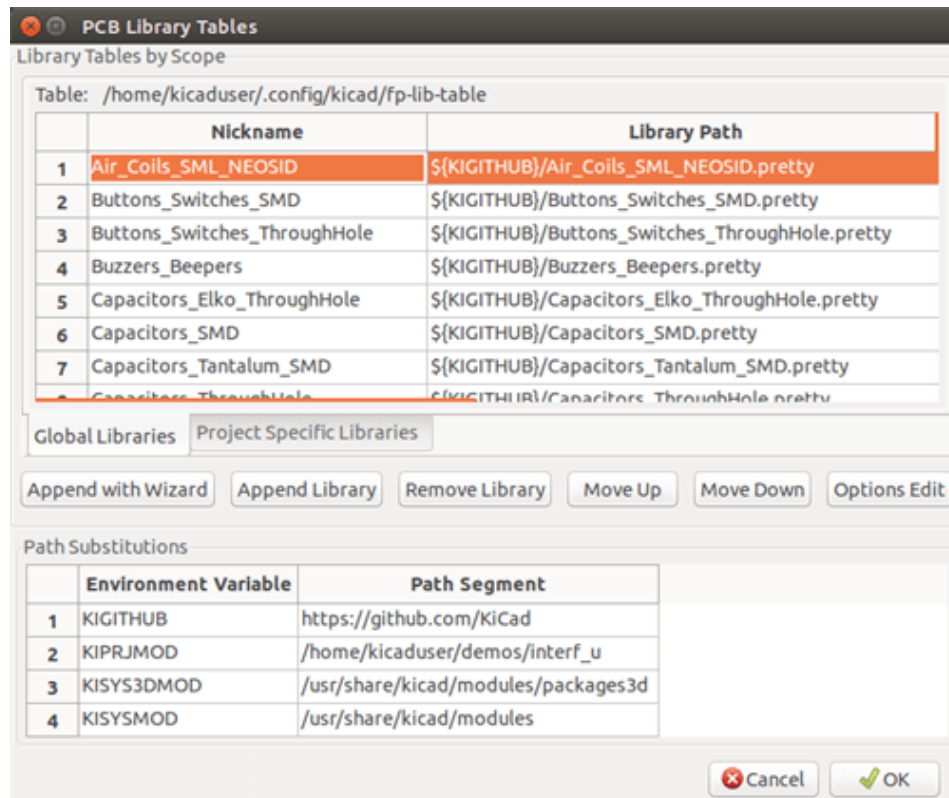 PCB Library Tables
Library Tables by Scope
Table: /home/kicaduser/.config/kicad/fp-lib-table
Nickname Library Path
1 Air_Coils_SML_NEOSID ${KIGITHUB}/Air_Coils_SML_NEOSID.pretty
2 Buttons_Switches_SMD ${KIGITHUB}/Buttons_Switches_SMD.pretty
3 Buttons_Switches_ThroughHole ${KIGITHUB}/Buttons_Switches_ThroughHole.pretty
4 Buzzers_Beepers ${KIGITHUB}/Buzzers_Beepers.pretty
5 Capacitors_Elko_ThroughHole ${KIGITHUB}/Capacitors_Elko_ThroughHole.pretty
6 Capacitors_SMD ${KIGITHUB}/Capacitors_SMD.pretty
7 Capacitors_Tantalum_SMD ${KIGITHUB}/Capacitors_Tantalum_SMD.pretty
Capacitors_ThroughHole ${KIGITHUB}/Capacitors_ThroughHole.pretty
Global Libraries Project Specific Libraries
Append with Wizard Append Library Remove Library Move Up Move Down Options Edit
Path Substitutions
Environment Variable Path Segment
1 KIGITHUB https://github.com/KiCad
2 KIPRJMOD /home/kicaduser/demos/interf_u
3 KISYS3DMOD /usr/share/kicad/modules/packages3d
4 KISYSMOD /usr/share/kicad/modules
Cancel OK